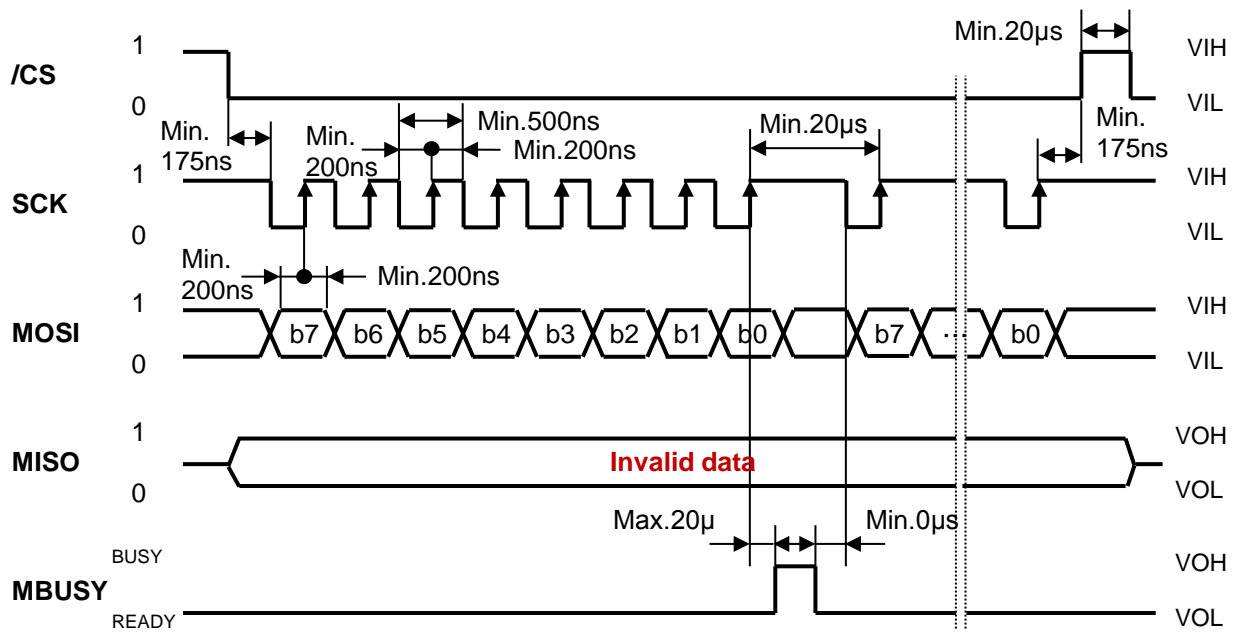 Min.20µs
1
VIH
/CS
0
VIL
Min.
175ns
Min.500ns
Min.
200ns
Min.200ns
Min.20µs
Min.
175ns
1
VIH
SCK
0
VIL
Min.
200ns
Min.200ns
1
VIH
MOSI
b7 b6 b5 b4 b3 b2 b1 b0 b7 ... b0
0
VIL
1
VOH
MISO
Invalid data
0
VOL
Max.20µ
Min.0µs
BUSY
VOH
MBUSY
READY
VOL